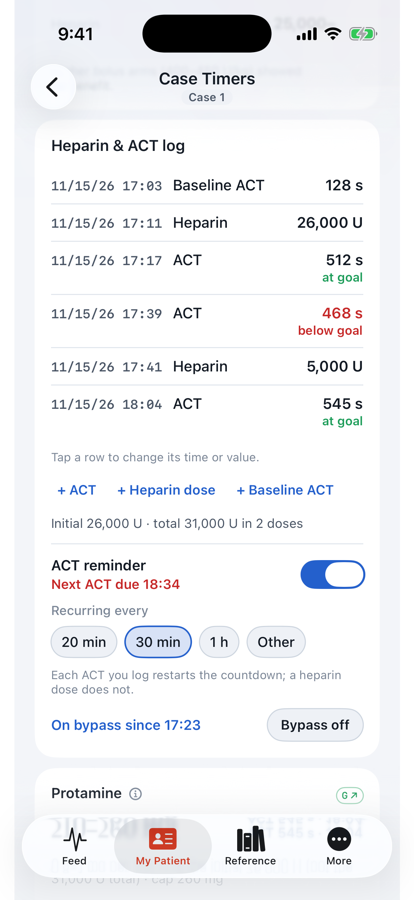 9:41
Case Timers
Case 1
Heparin & ACT log
11/15/26 17:03 Baseline ACT 128 s
11/15/26 17:11 Heparin 26,000 U
11/15/26 17:17 ACT 512 s
at goal
11/15/26 17:39 ACT 468 s
below goal
11/15/26 17:41 Heparin 5,000 U
11/15/26 18:04 ACT 545 s
at goal
Tap a row to change its time or value.
+ ACT + Heparin dose + Baseline ACT
Initial 26,000 U · total 31,000 U in 2 doses
ACT reminder
Next ACT due 18:34
Recurring every
20 min 30 min 1 h Other
Each ACT you log restarts the countdown; a heparin
dose does not.
On bypass since 17:23 Bypass off
Protamine G↗
Feed My Patient Reference More
31,000 U total) · cap 260 mg